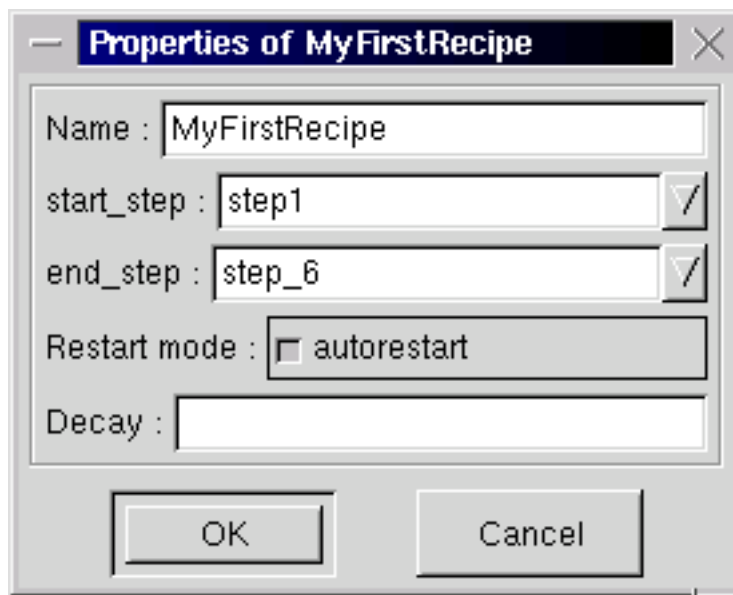 Properties of MyFirstRecipe
Name : MyFirstRecipe
start_step : step1
end_step : step_6
Restart mode : autorestart
Decay :
OK Cancel